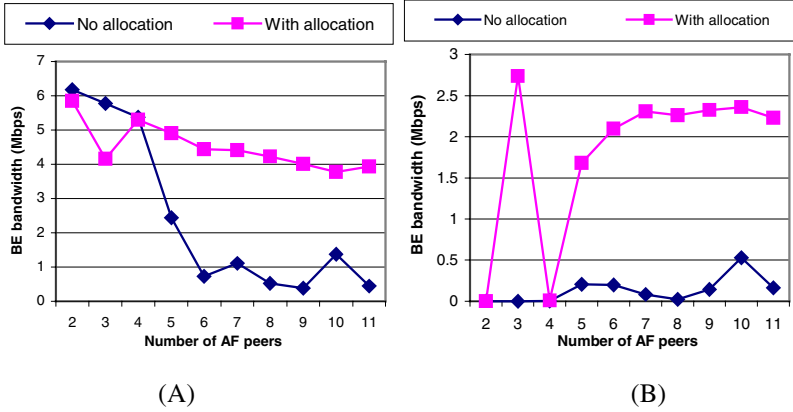 No allocation
With allocation
BE bandwidth (Mbps)
7
6
5
4
3
2
1
0
2 3 4 5 6 7 8 9 10 11
Number of AF peers
(A)
No allocation
With allocation
BE bandwidth (Mbps)
3
2.5
2
1.5
1
0.5
0
2 3 4 5 6 7 8 9 10 11
Number of AF peers
(B)